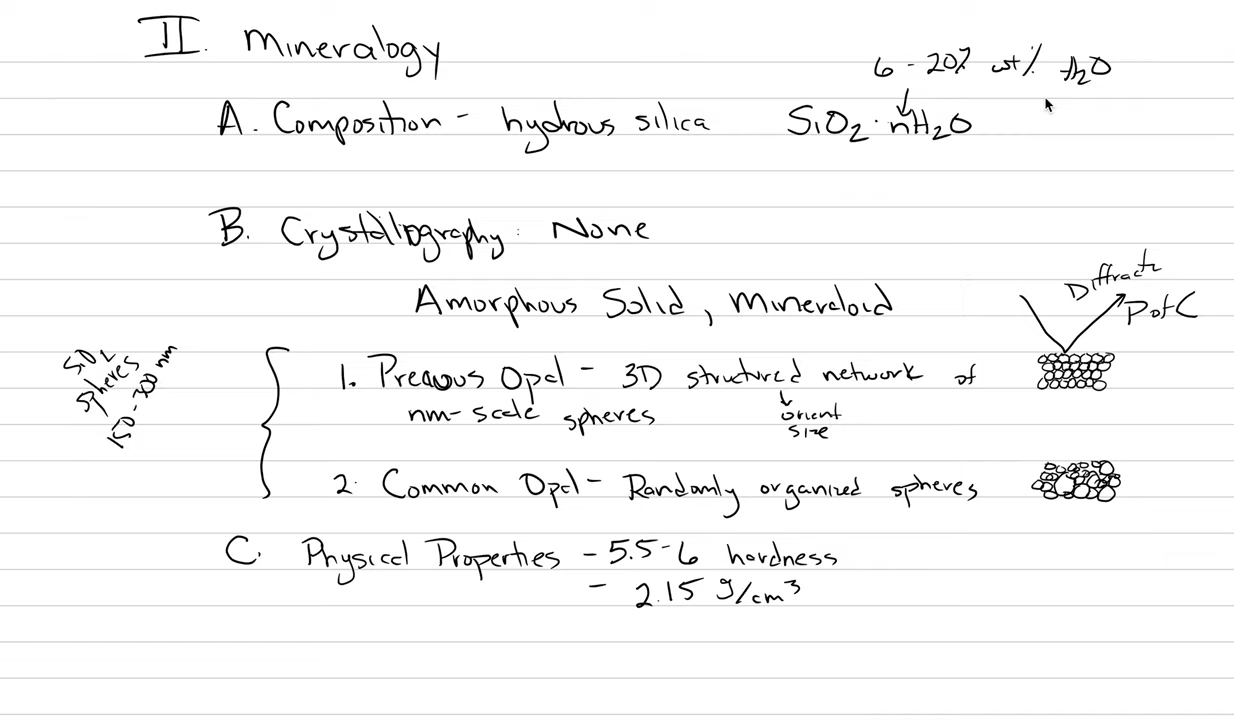 II. Mineralogy
6 - 20% wt% H2O
A. Composition - hydrous silica SiO2·nH2O
B. Crystallography: None
Amorphous Solid, Mineraloid
Diffracts
PofC
SiO2
spheres
150-300 nm
1. Precious Opal - 3D structured network of
nm-scale spheres
orient
size
2. Common Opal - Randomly organized spheres
C. Physical Properties - 5.5-6 hardness
- 2.15 g/cm3